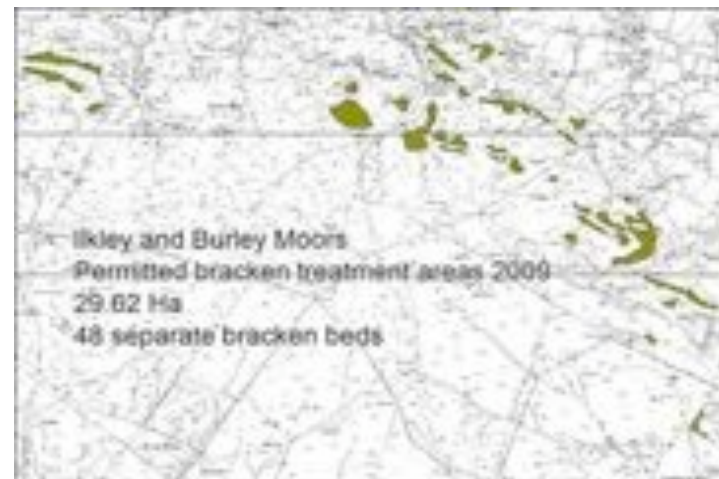 Ilkley and Burley Moors
Permitted bracken treatment areas 2009
29.62 Ha
48 separate bracken beds